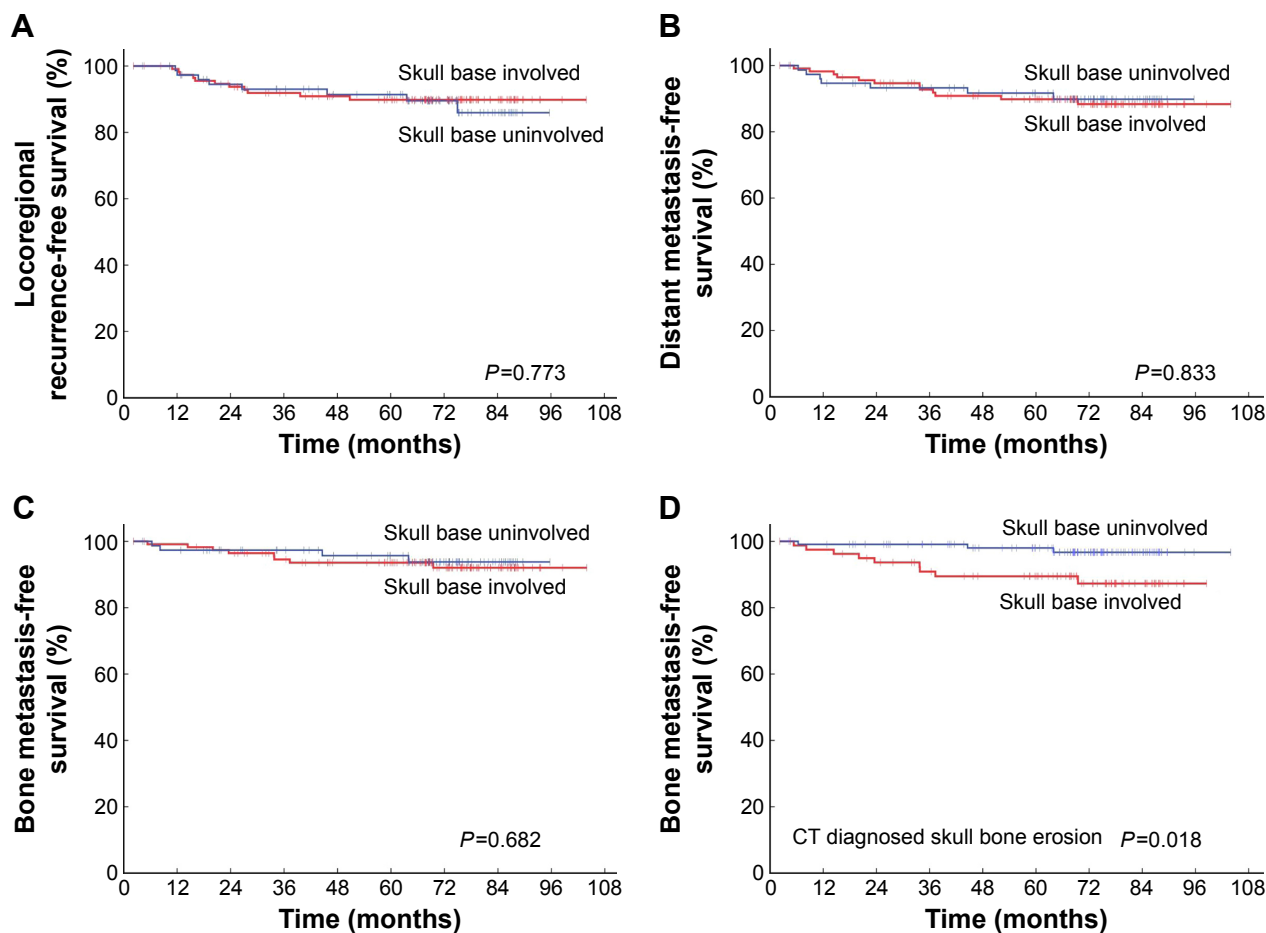 A
Locoregional
recurrence-free survival (%)
100
80
60
40
20
0
Skull base involved
Skull base uninvolved
P=0.773
0 12 24 36 48 60 72 84 96 108
Time (months)
B
Distant metastasis-free
survival (%)
100
80
60
40
20
0
Skull base uninvolved
Skull base involved
P=0.833
0 12 24 36 48 60 72 84 96 108
Time (months)
C
Bone metastasis-free
survival (%)
100
80
60
40
20
0
Skull base uninvolved
Skull base involved
P=0.682
0 12 24 36 48 60 72 84 96 108
Time (months)
D
Bone metastasis-free
survival (%)
100
80
60
40
20
0
Skull base uninvolved
Skull base involved
CT diagnosed skull bone erosion P=0.018
0 12 24 36 48 60 72 84 96 108
Time (months)